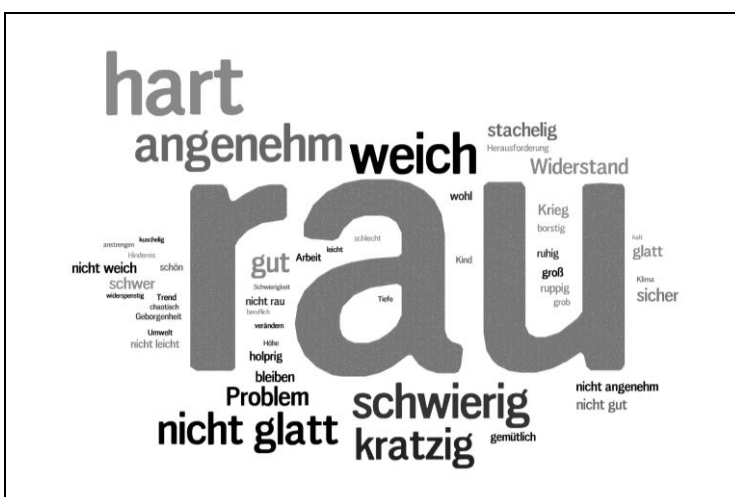 hart
angenehm
weich
stachelig
Herausforderung
Widerstand
rau
wohl
Krieg
borstig
kalt
glatt
anstrengen
kuschelig
Hindernis
nicht weich
schön
schwer
widerspenstig
Trend
chaotisch
Geborgenheit
Umwelt
nicht leicht
gut
Arbeit
leicht
schlecht
Schwierigkeit
nicht rau
beruflich
verändern
Höhe
holprig
bleiben
Tiefe
Kind
ruhig
groß
ruppig
grob
Klima
sicher
Problem
nicht glatt
schwierig
kratzig
gemütlich
nicht angenehm
nicht gut